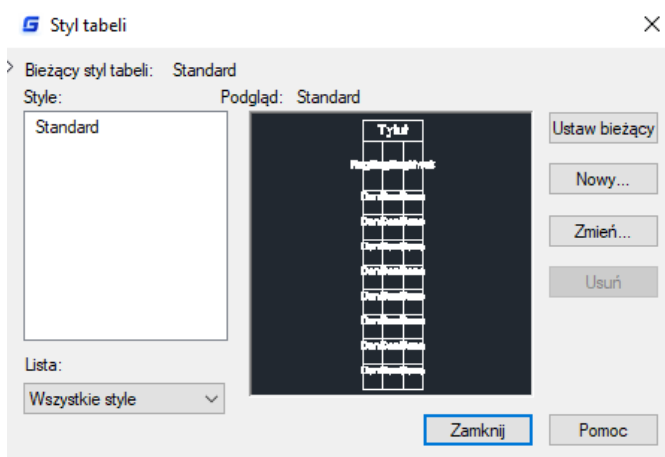 Styl tabeli
Bieżący styl tabeli: Standard
Style: Podgląd: Standard
Standard
Tytuł
Ustaw bieżący
Nowy...
Zmień...
Usuń
Lista:
Wszystkie style
Zamknij Pomoc